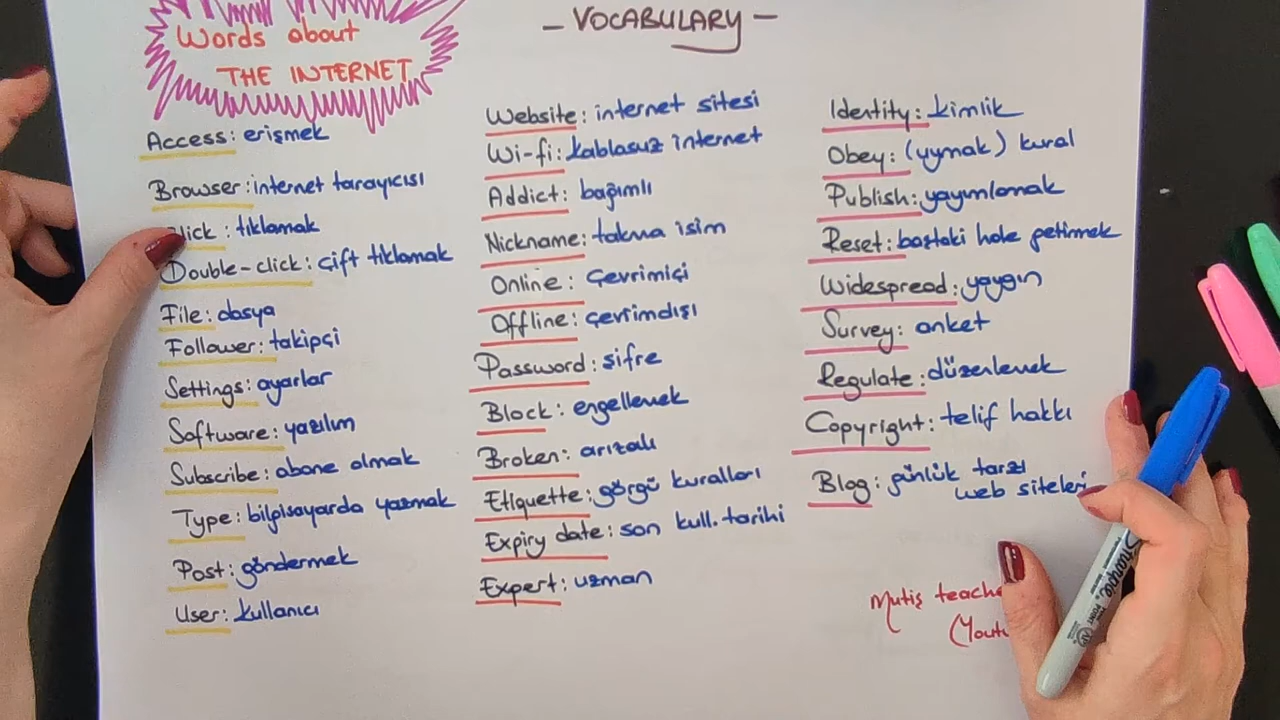 Words about
THE INTERNET
— VOCABULARY —
Access: erişmek
Browser: internet tarayıcısı
lick: tıklamak
Double-click: çift tıklamak
File: dosya
Follower: takipçi
Settings: ayarlar
Software: yazılım
Subscribe: abone olmak
Type: bilgisayarda yazmak
Post: göndermek
User: kullanıcı
Website: internet sitesi
Wi-fi: kablosuz internet
Addict: bağımlı
Nickname: takma isim
Online: çevrimiçi
Offline: çevrimdışı
Password: şifre
Block: engellemek
Broken: arızalı
Etiquette: görgü kuralları
Expiry date: son kull. tarihi
Expert: uzman
Identity: kimlik
Obey: (uymak) kural
Publish: yayımlamak
Reset: baştaki hale getirmek
Widespread: yaygın
Survey: anket
Regulate: düzenlemek
Copyright: telif hakkı
Blog: günlük tarzı
web siteleri
Mutiş teache
(Yout
Sharpie